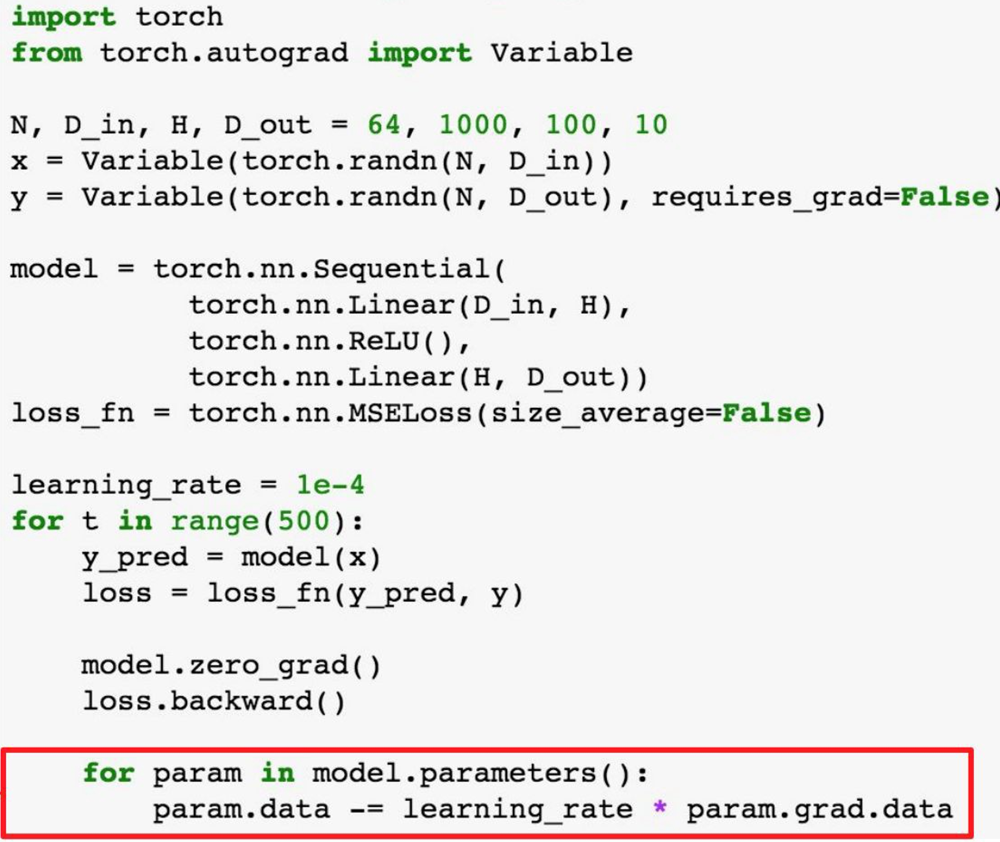 import torch
from torch.autograd import Variable
N, D_in, H, D_out = 64, 1000, 100, 10
x = Variable(torch.randn(N, D_in))
y = Variable(torch.randn(N, D_out), requires_grad=False)
model = torch.nn.Sequential(
torch.nn.Linear(D_in, H),
torch.nn.ReLU(),
torch.nn.Linear(H, D_out))
loss_fn = torch.nn.MSELoss(size_average=False)
learning_rate = 1e-4
for t in range(500):
y_pred = model(x)
loss = loss_fn(y_pred, y)
model.zero_grad()
loss.backward()
for param in model.parameters():
param.data -= learning_rate * param.grad.data